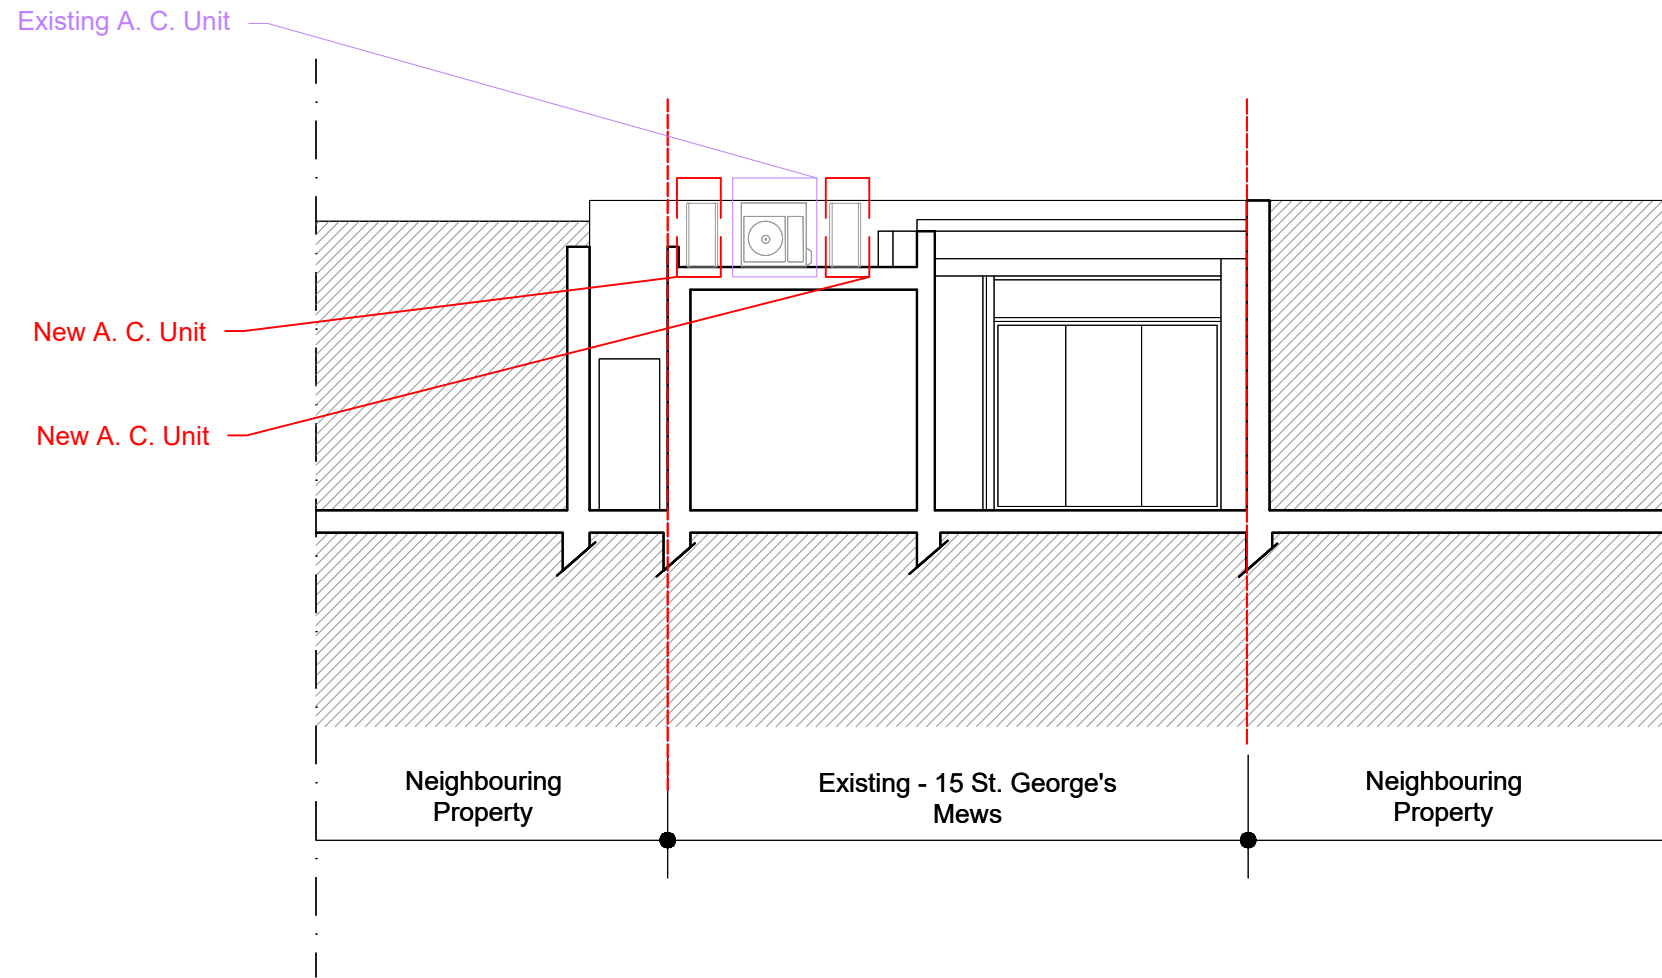 Existing A. C. Unit
New A. C. Unit
New A. C. Unit
Neighbouring
Property
Existing - 15 St. George's
Mews
Neighbouring
Property